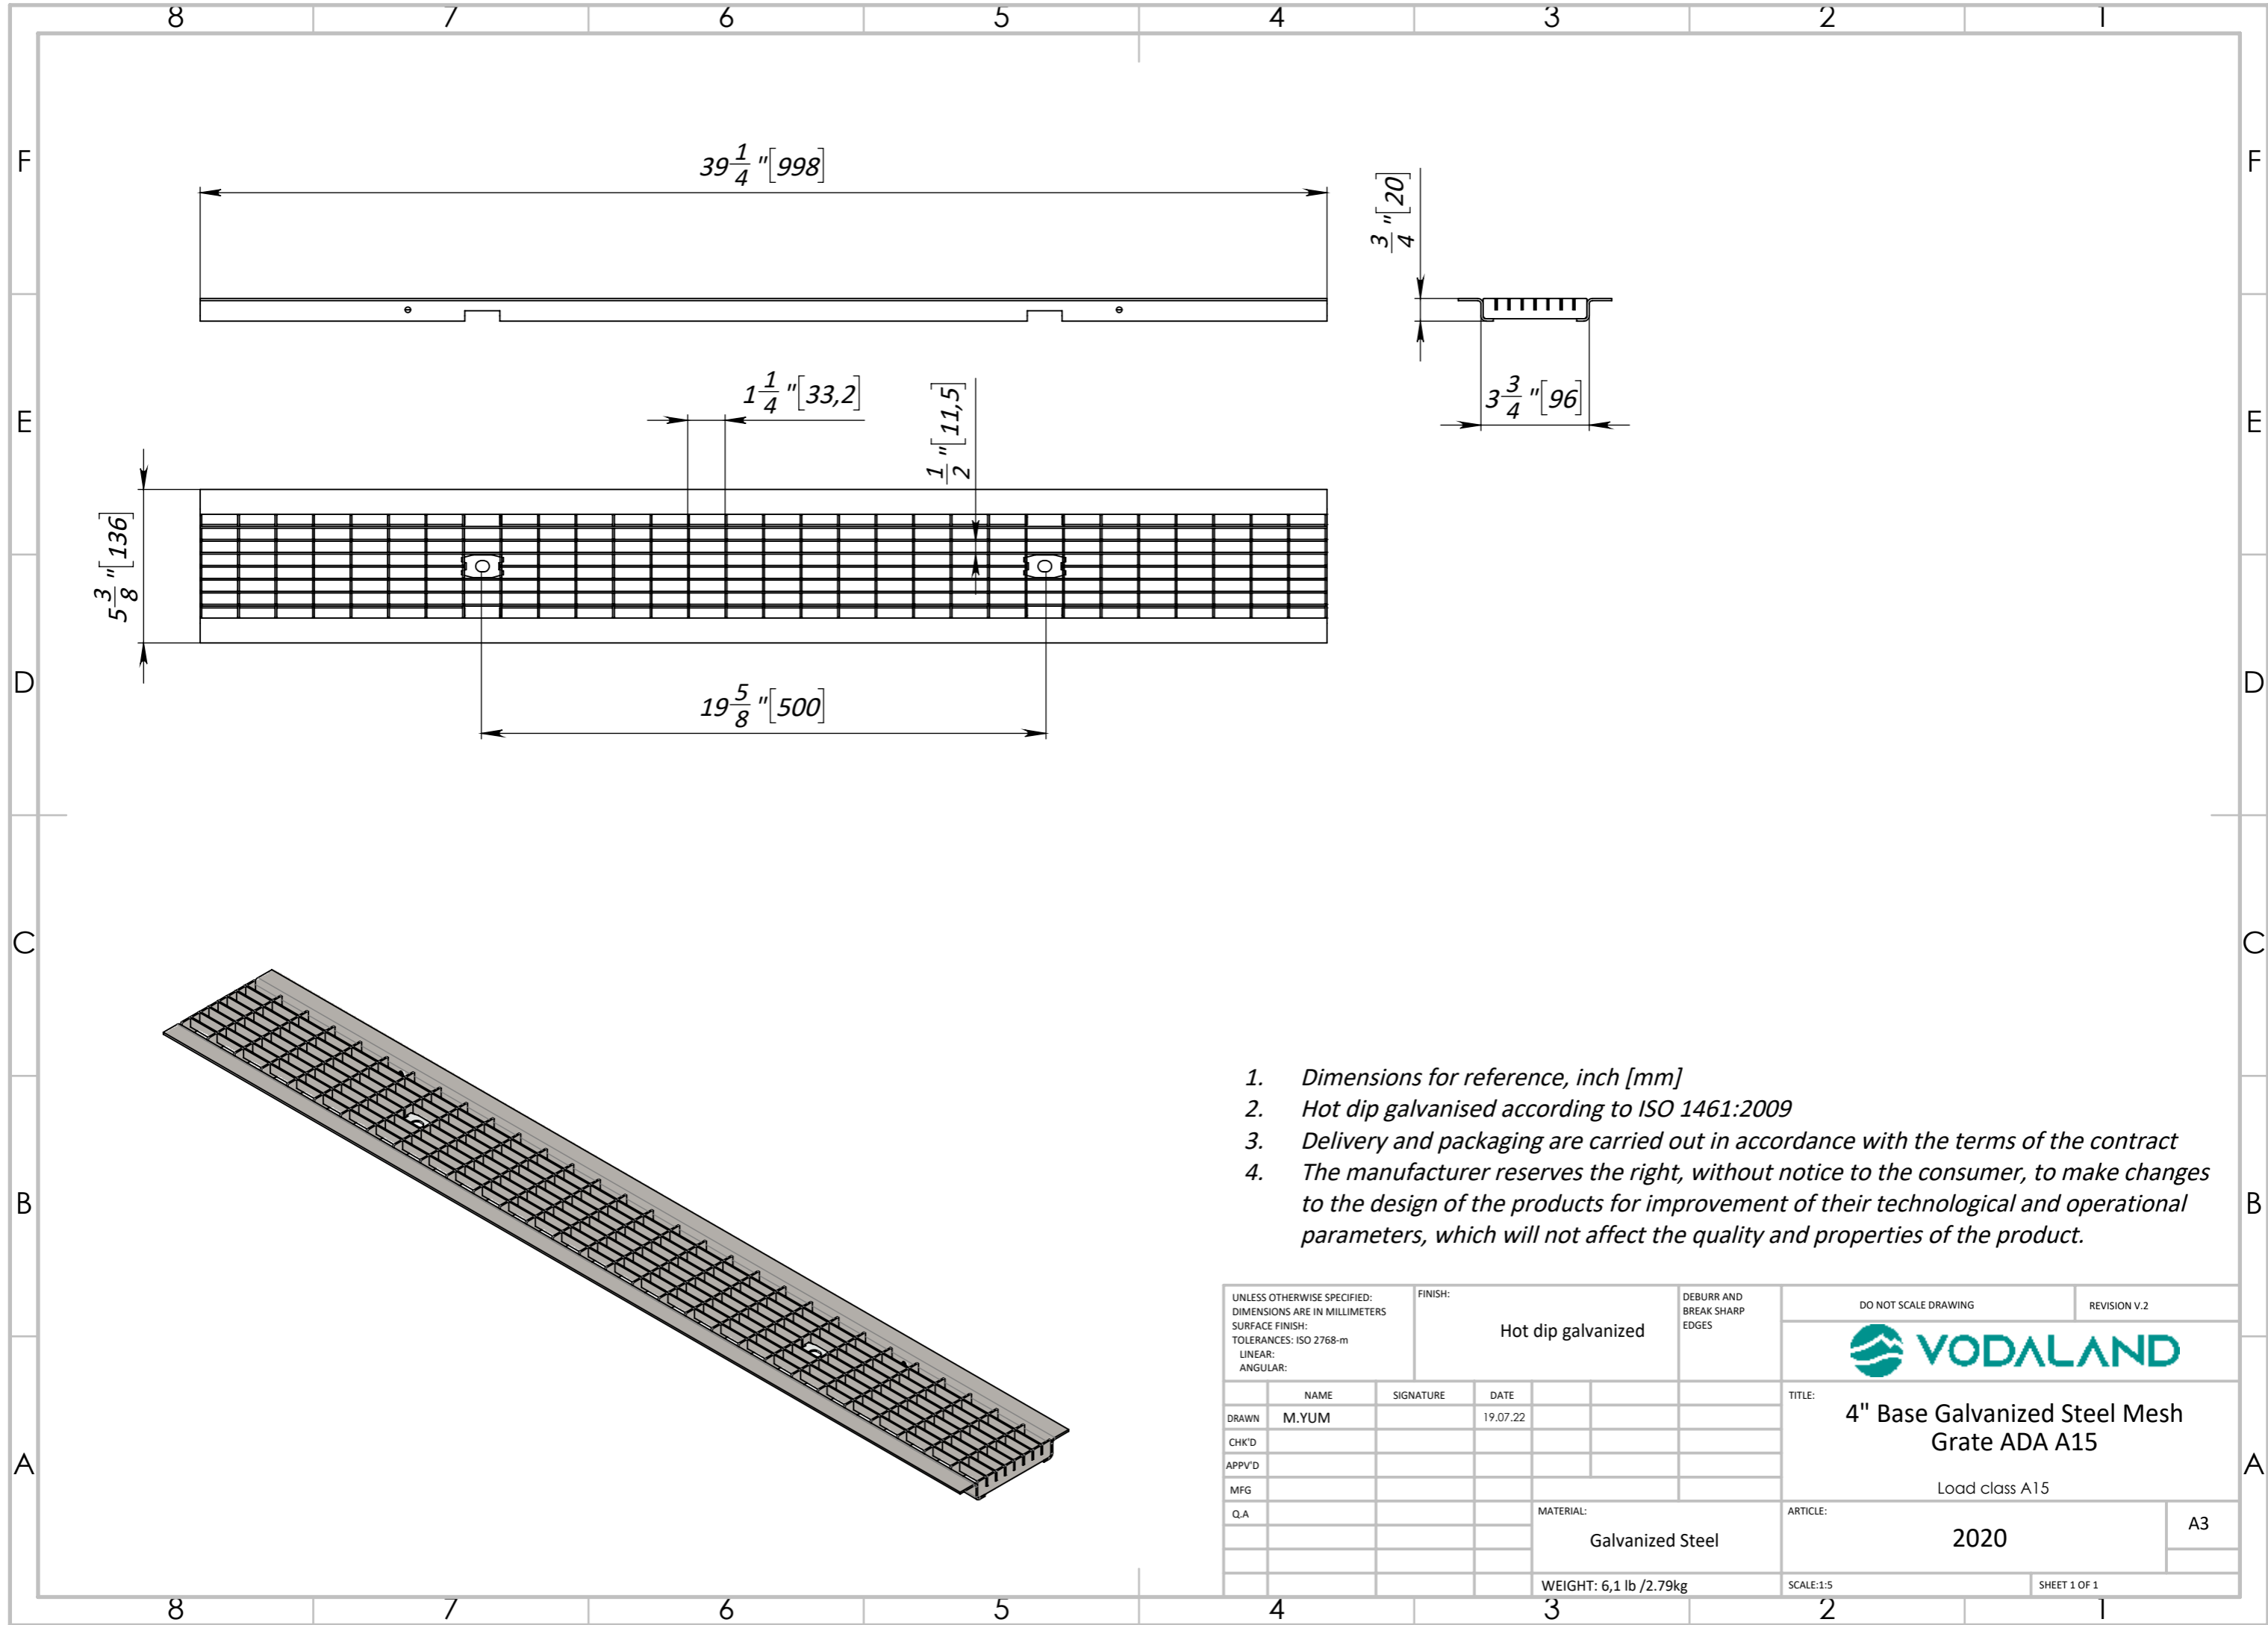 8 7 6 5 4 3 2 1
F F
39 1/4 "[998]
3/4 "[20]
1 1/4 "[33,2]
1/2 "[11,5]
3 3/4 "[96]
E E
5 3/8 "[136]
D D
19 5/8 "[500]
C C
1. Dimensions for reference, inch [mm]
2. Hot dip galvanised according to ISO 1461:2009
3. Delivery and packaging are carried out in accordance with the terms of the contract
4. The manufacturer reserves the right, without notice to the consumer, to make changes
to the design of the products for improvement of their technological and operational
parameters, which will not affect the quality and properties of the product.
B B
UNLESS OTHERWISE SPECIFIED:
DIMENSIONS ARE IN MILLIMETERS
SURFACE FINISH:
TOLERANCES: ISO 2768-m
LINEAR:
ANGULAR:
FINISH:
Hot dip galvanized
DEBURR AND
BREAK SHARP
EDGES
DO NOT SCALE DRAWING
REVISION V.2
VODALAND
NAME SIGNATURE DATE
DRAWN M.YUM 19.07.22
CHK'D
APPV'D
MFG
Q.A
TITLE:
4" Base Galvanized Steel Mesh
Grate ADA A15
Load class A15
A A
MATERIAL:
Galvanized Steel
ARTICLE:
2020
A3
WEIGHT: 6,1 lb /2.79kg
SCALE:1:5
SHEET 1 OF 1
8 7 6 5 4 3 2 1